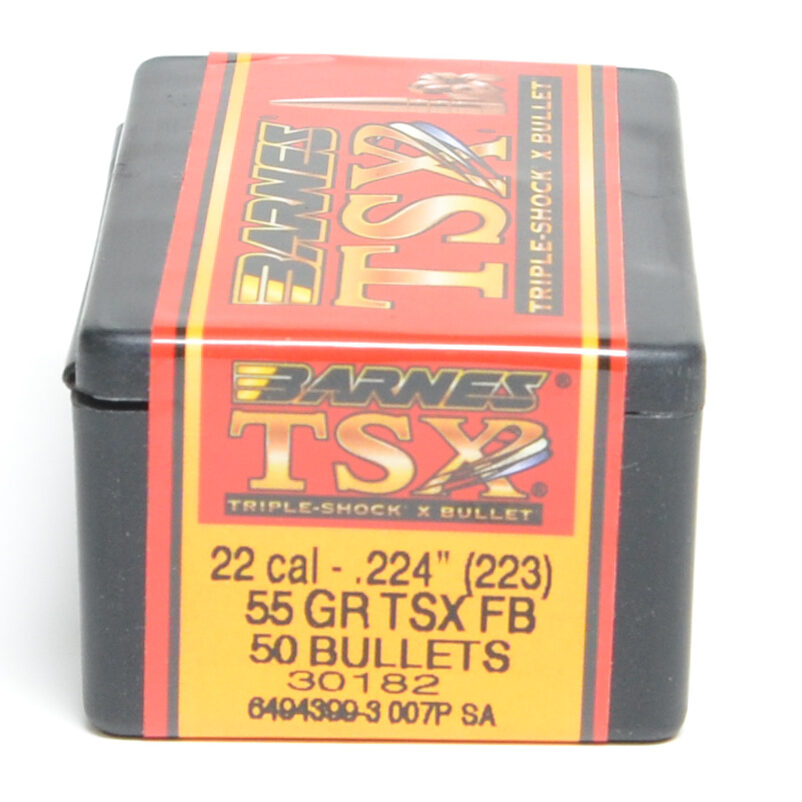 BARNES
TSX
TRIPLE-SHOCK X BULLET
BARNES®
TSX®
TRIPLE-SHOCK X BULLET
22 cal - .224" (223)
55 GR TSX FB
50 BULLETS
30182
6494399-3 007P SA